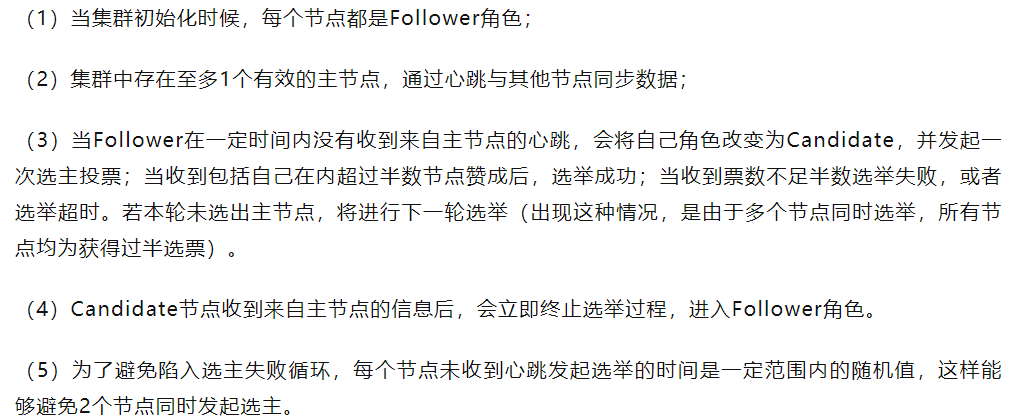 （1）当集群初始化时候，每个节点都是Follower角色；
（2）集群中存在至多1个有效的主节点，通过心跳与其他节点同步数据；
（3）当Follower在一定时间内没有收到来自主节点的心跳，会将自己角色改变为Candidate，并发起一
次选主投票；当收到包括自己在内超过半数节点赞成后，选举成功；当收到票数不足半数选举失败，或者
选举超时。若本轮未选出主节点，将进行下一轮选举（出现这种情况，是由于多个节点同时选举，所有节
点均为获得过半选票）。
（4）Candidate节点收到来自主节点的信息后，会立即终止选举过程，进入Follower角色。
（5）为了避免陷入选主失败循环，每个节点未收到心跳发起选举的时间是一定范围内的随机值，这样能
够避免2个节点同时发起选主。